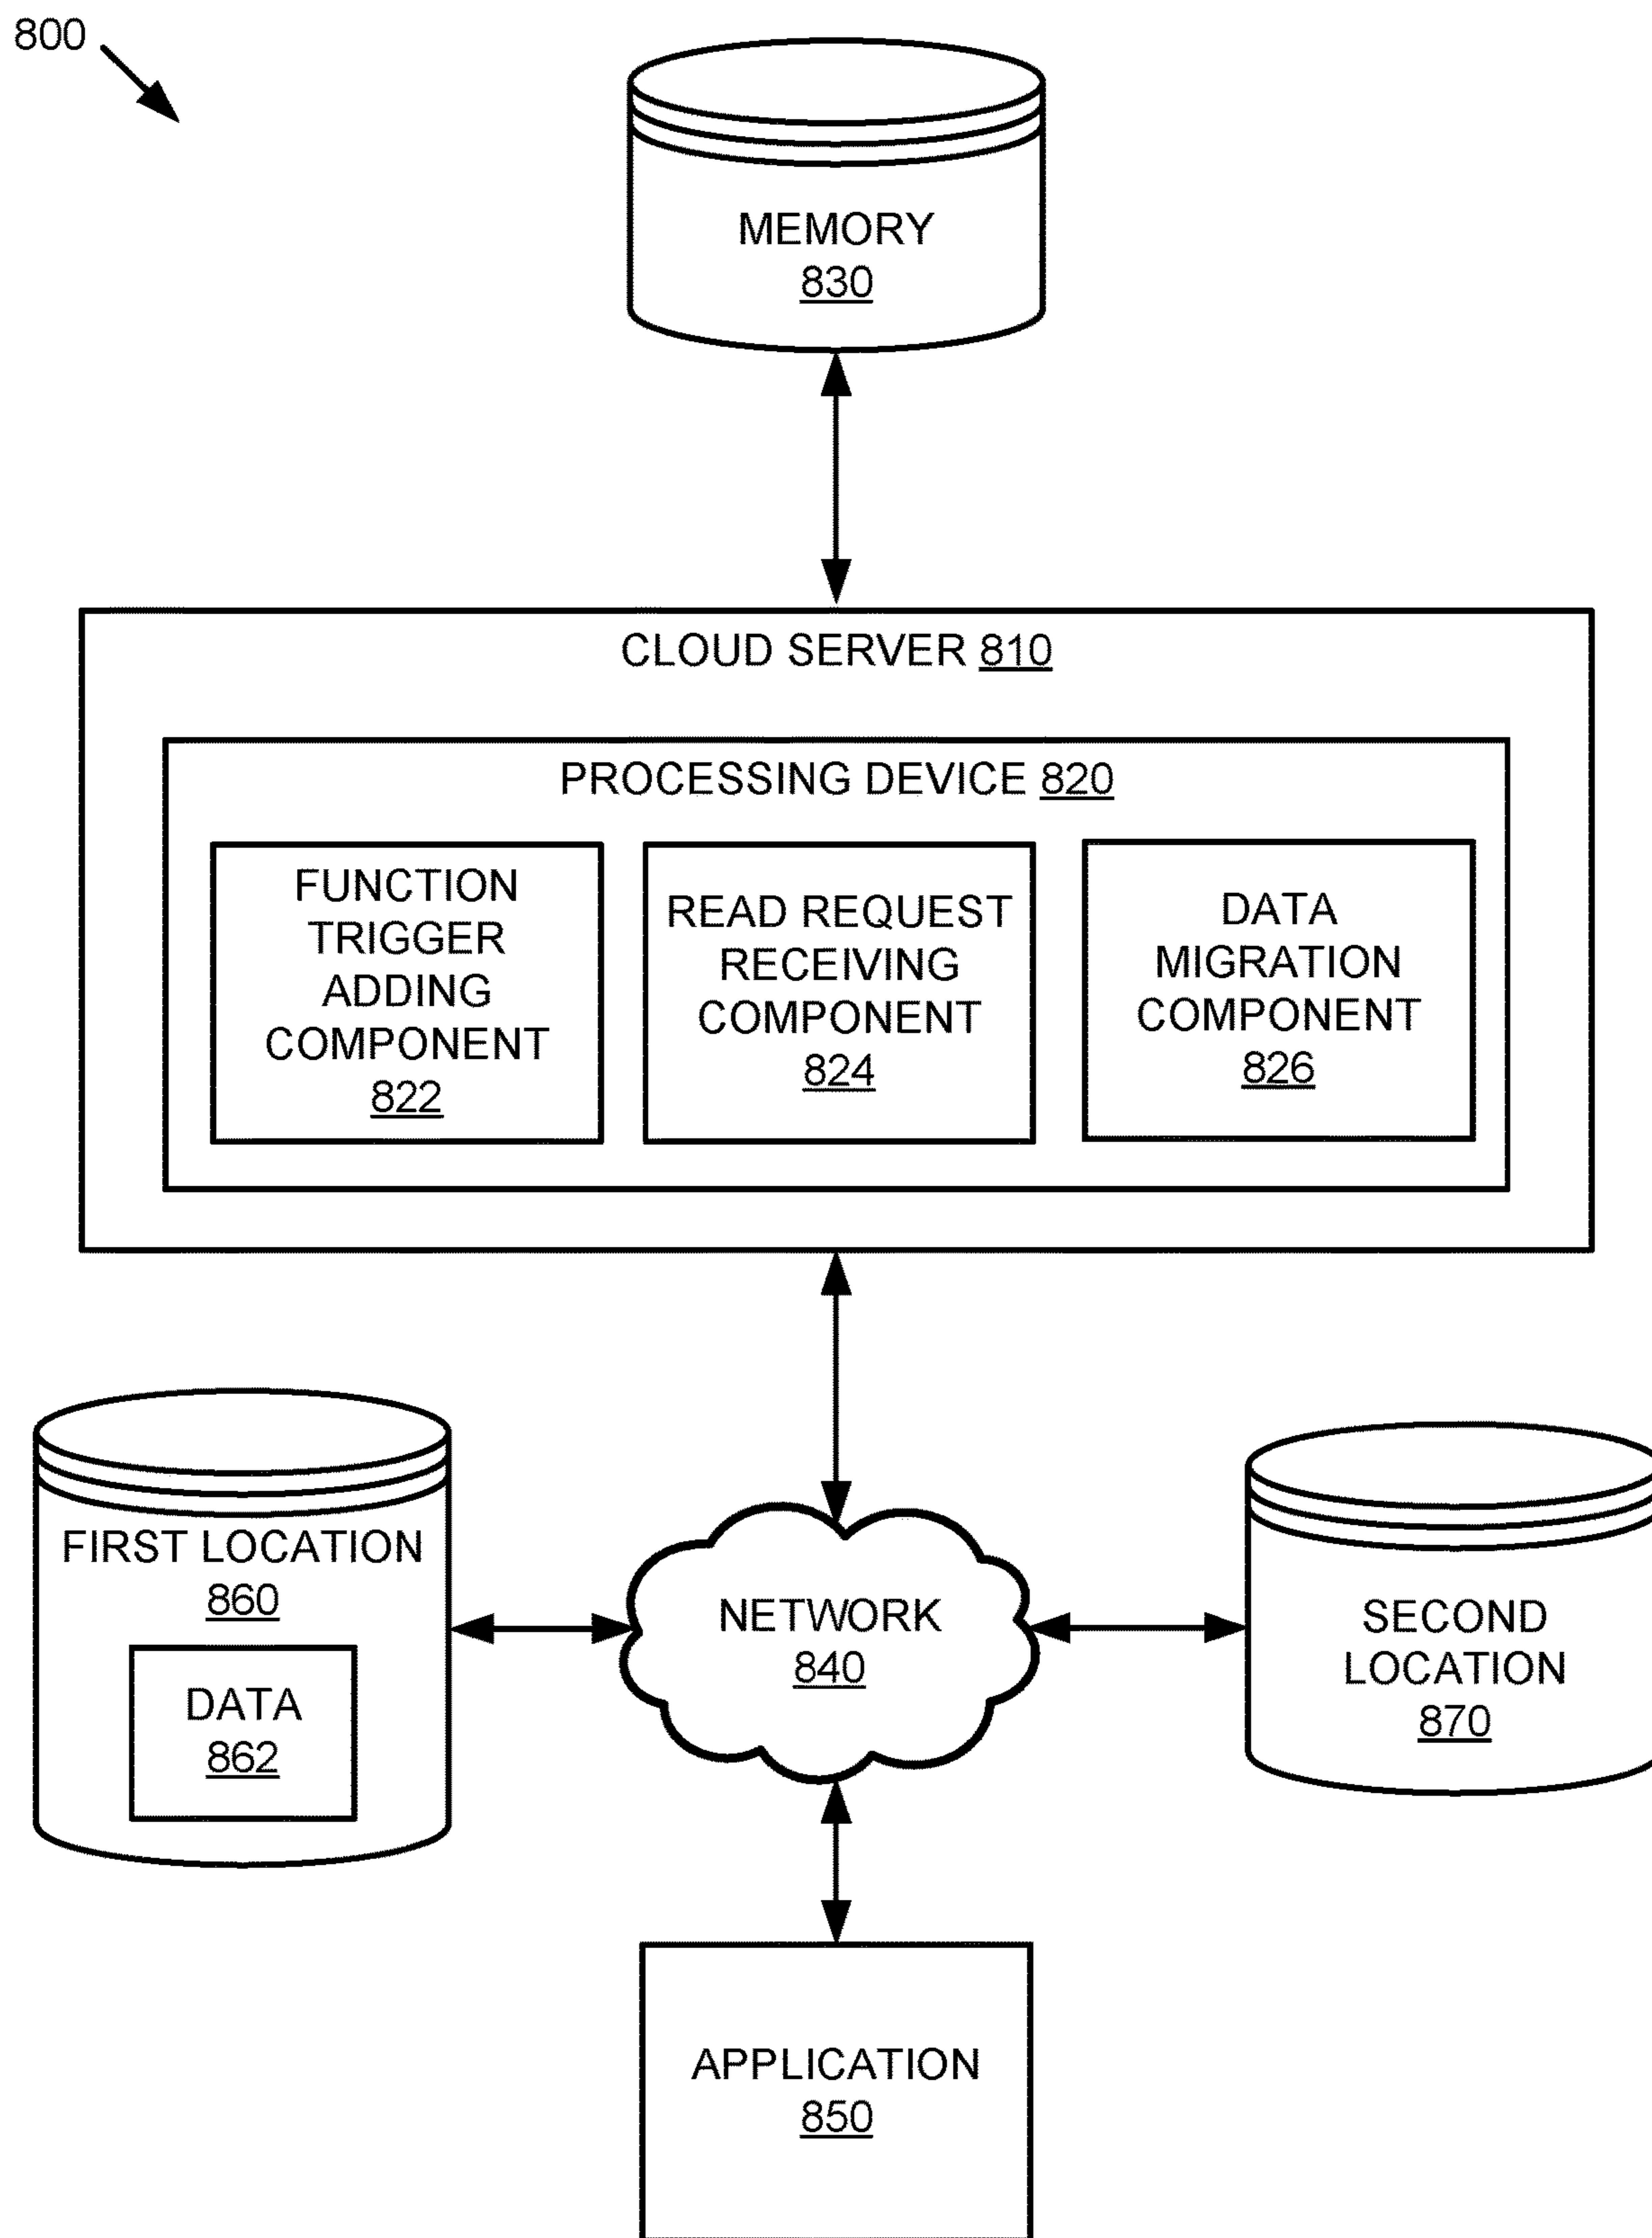 800
MEMORY
830
CLOUD SERVER 810
PROCESSING DEVICE 820
FUNCTION
TRIGGER
ADDING
COMPONENT
822
READ REQUEST
RECEIVING
COMPONENT
824
DATA
MIGRATION
COMPONENT
826
FIRST LOCATION
860
DATA
862
NETWORK
840
SECOND
LOCATION
870
APPLICATION
850